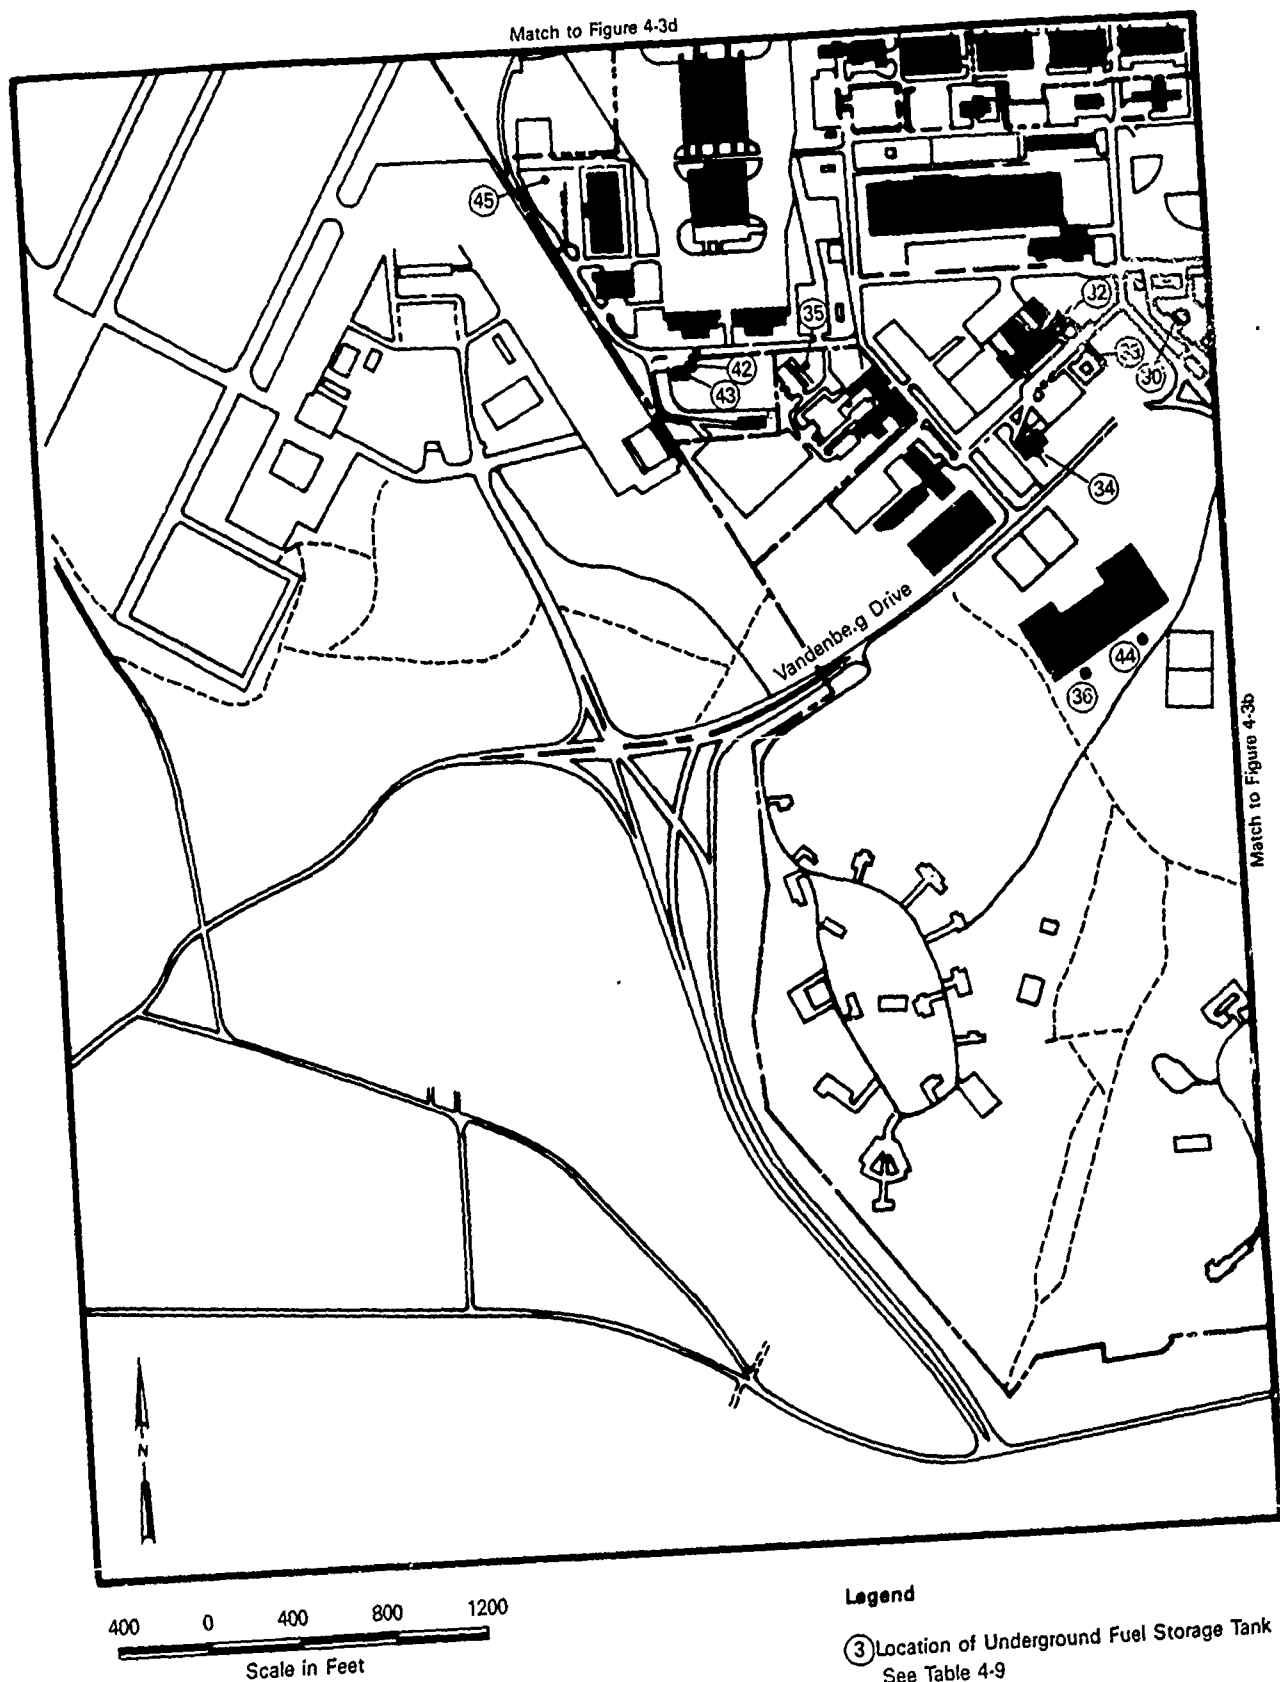 Match to Figure 4-3d
45
35
32
42
43
30
34
Vandenberg Drive
44
36
Match to Figure 4-3b
N
400 0 400 800 1200
Scale in Feet
Legend
3 Location of Underground Fuel Storage Tank
See Table 4-9